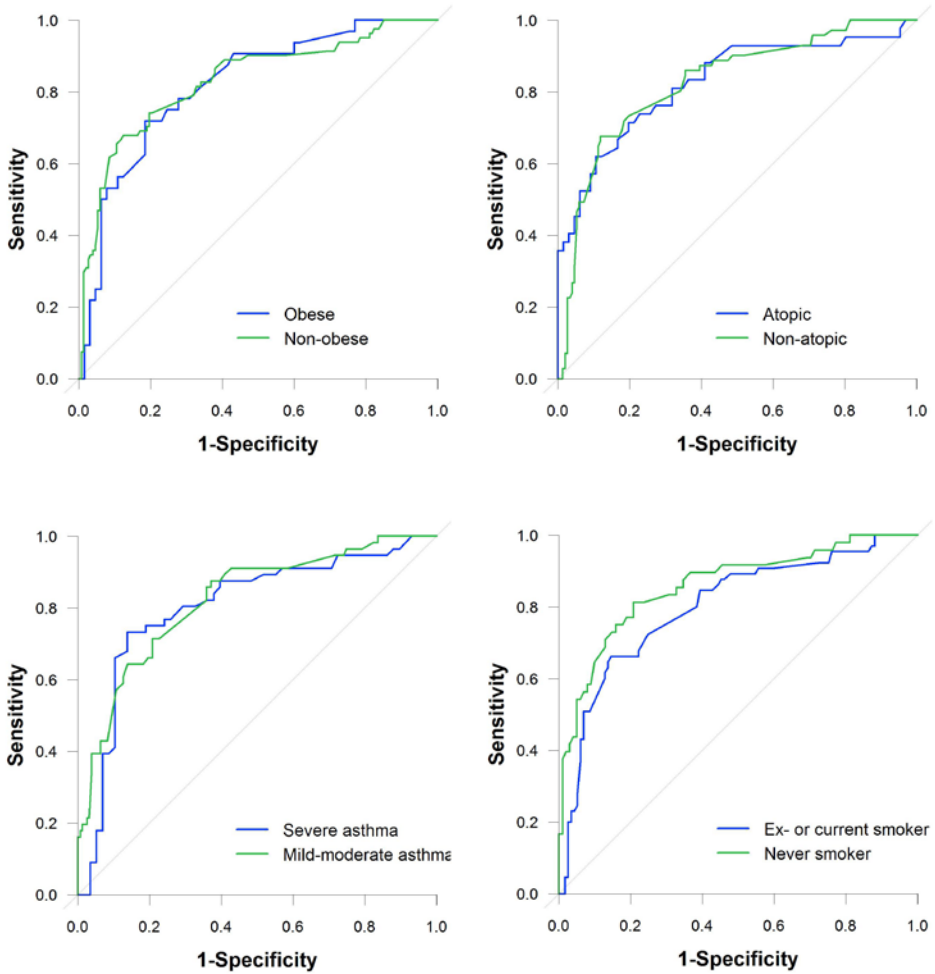 1.0
0.8
0.6
0.4
0.2
0.0
Sensitivity
Obese
Non-obese
0.0 0.2 0.4 0.6 0.8 1.0
1-Specificity
1.0
0.8
0.6
0.4
0.2
0.0
Sensitivity
Atopic
Non-atopic
0.0 0.2 0.4 0.6 0.8 1.0
1-Specificity
1.0
0.8
0.6
0.4
0.2
0.0
Sensitivity
Severe asthma
Mild-moderate asthma
0.0 0.2 0.4 0.6 0.8 1.0
1-Specificity
1.0
0.8
0.6
0.4
0.2
0.0
Sensitivity
Ex- or current smoker
Never smoker
0.0 0.2 0.4 0.6 0.8 1.0
1-Specificity